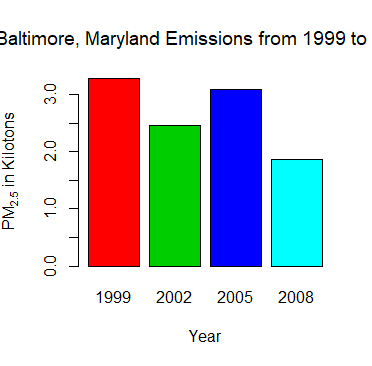 Baltimore, Maryland Emissions from 1999 to
PM2.5 in Kilotons
3.0
2.0
1.0
0.0
1999 2002 2005 2008
Year